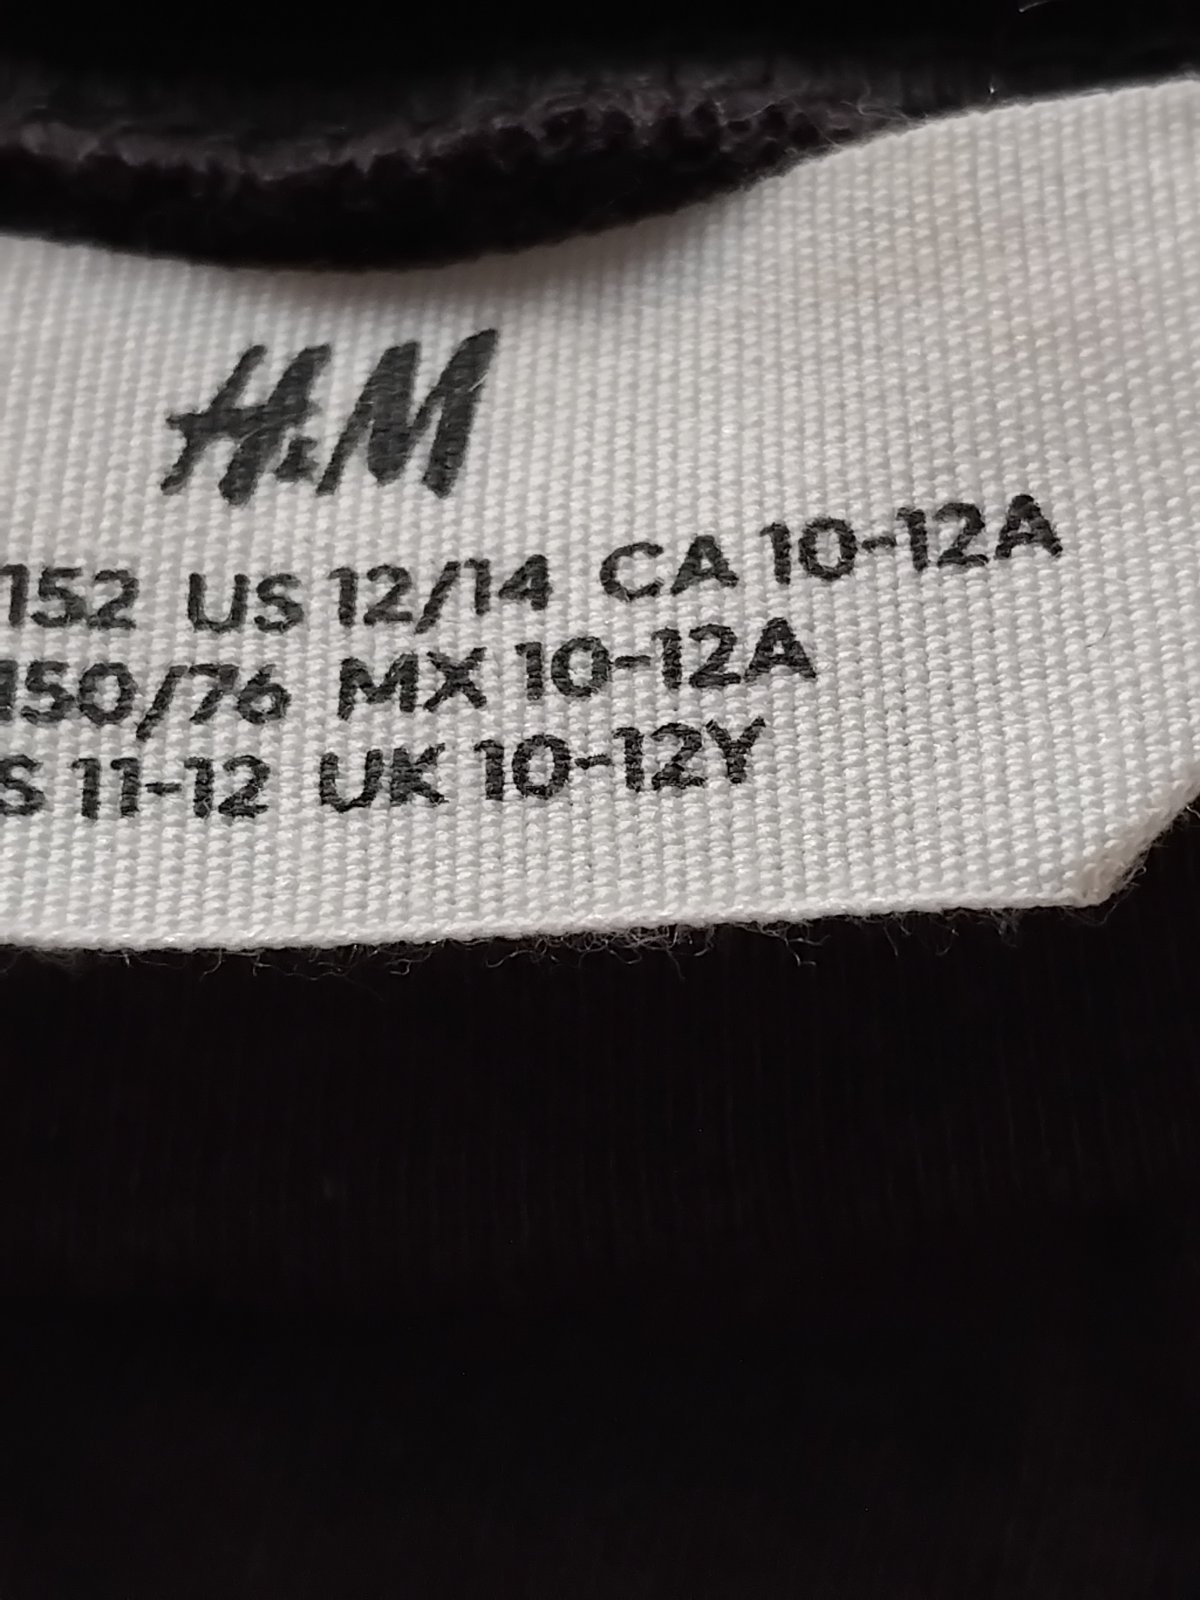 H&M
152 US 12/14 CA 10-12A
150/76 MX 10-12A
S 11-12 UK 10-12Y